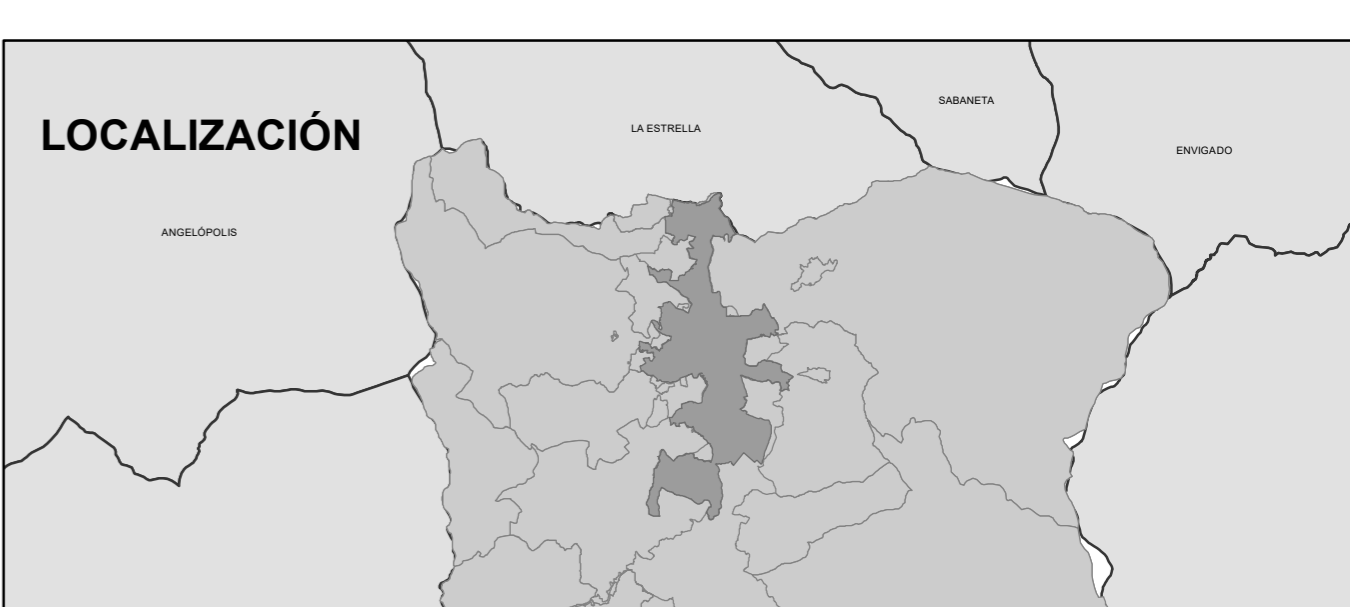 LOCALIZACIÓN
SABANETA
LA ESTRELLA
ENVIGADO
ANGELÓPOLIS